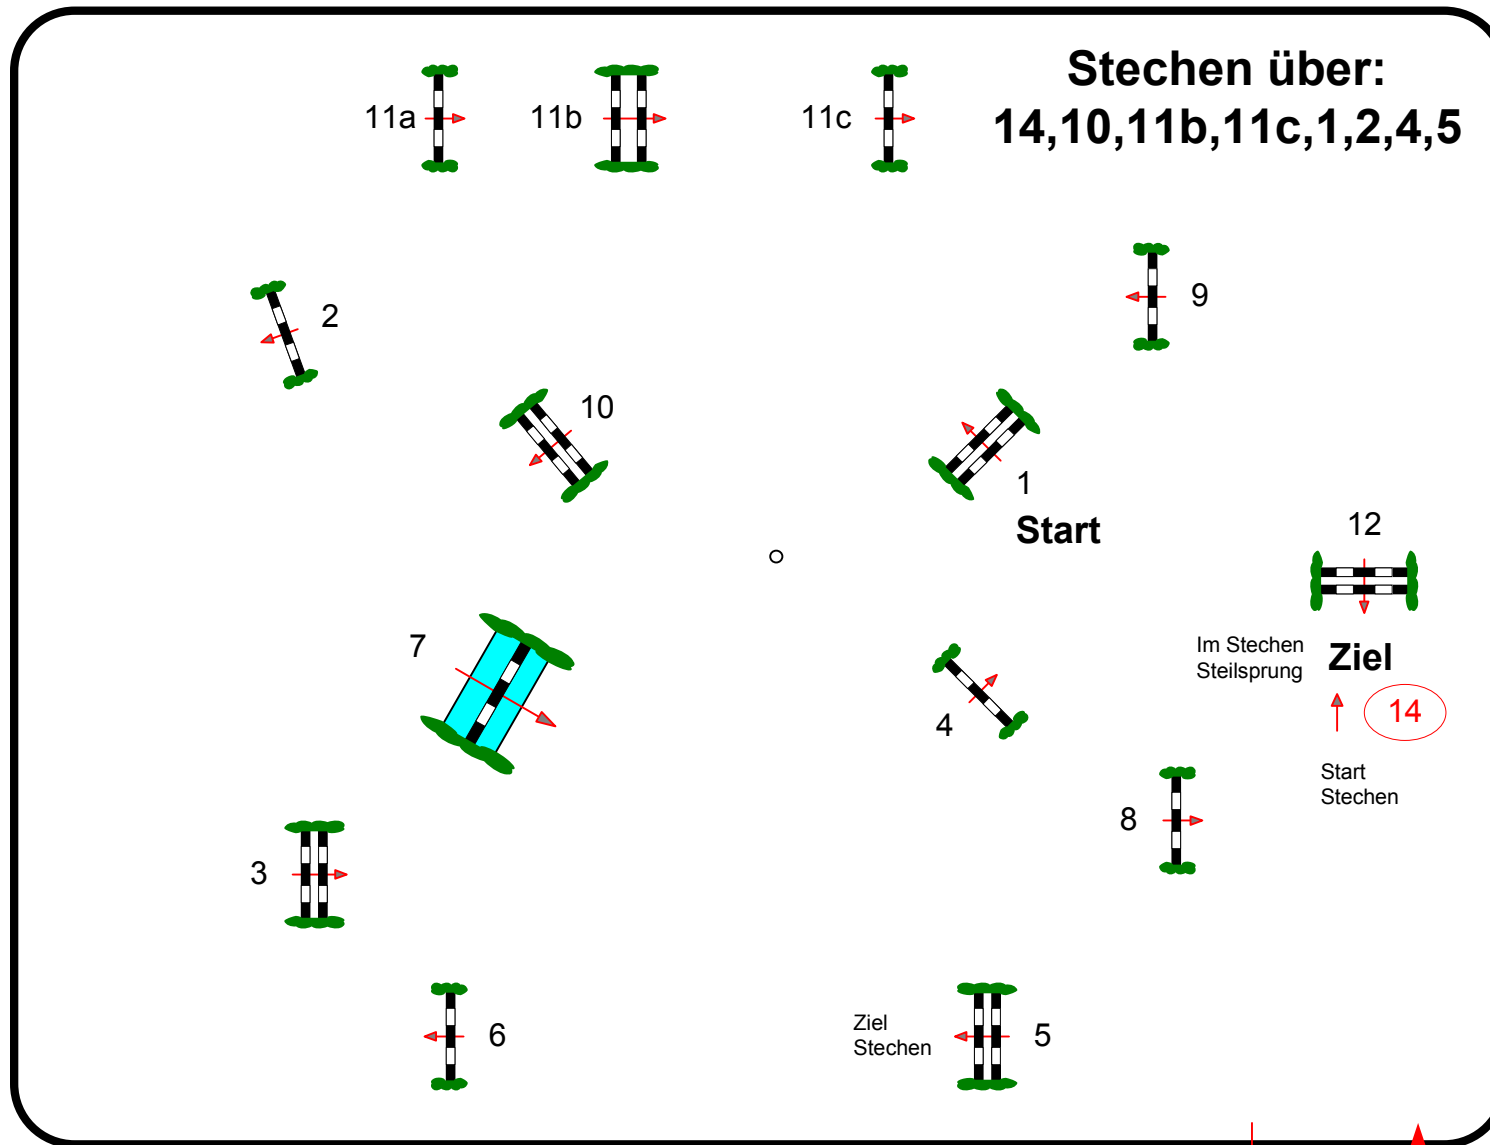 Stechen über:
14,10,11b,11c,1,2,4,5
11a
11b
11c
2
9
10
1
Start
12
7
Im Stechen
Steilsprung
Ziel
14
4
Start
Stechen
8
3
Ziel
Stechen
5
6